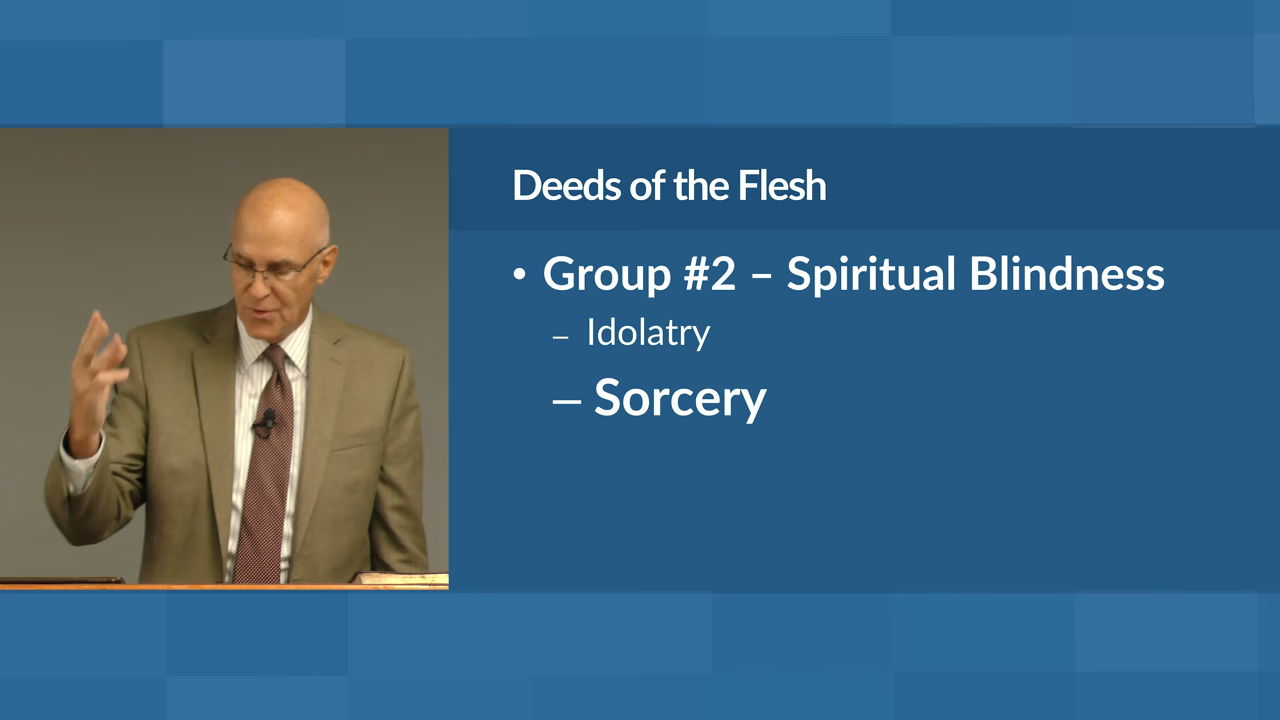 Deeds of the Flesh
• Group #2 – Spiritual Blindness
– Idolatry
– Sorcery